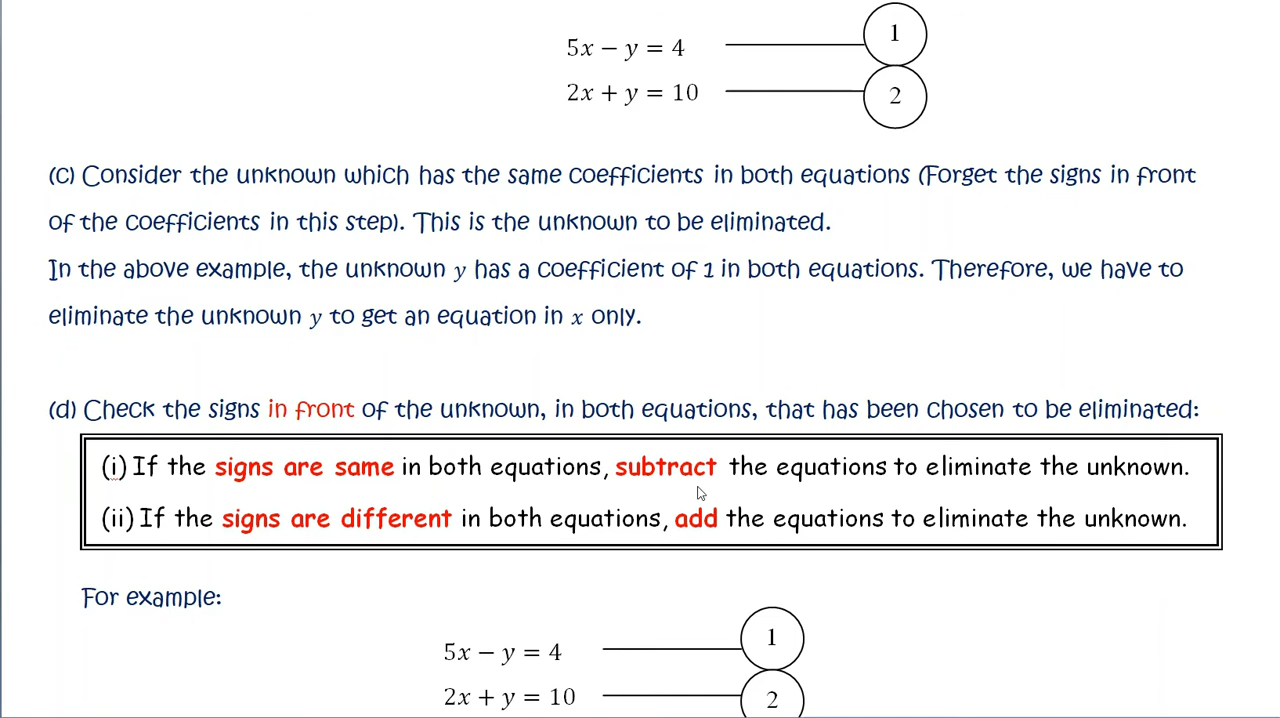 5x − y = 4 1
2x + y = 10 2
(c) Consider the unknown which has the same coefficients in both equations (Forget the signs in front
of the coefficients in this step). This is the unknown to be eliminated.
In the above example, the unknown y has a coefficient of 1 in both equations. Therefore, we have to
eliminate the unknown y to get an equation in x only.
(d) Check the signs in front of the unknown, in both equations, that has been chosen to be eliminated:
(i) If the signs are same in both equations, subtract the equations to eliminate the unknown.
(ii) If the signs are different in both equations, add the equations to eliminate the unknown.
For example:
5x − y = 4 1
2x + y = 10 2